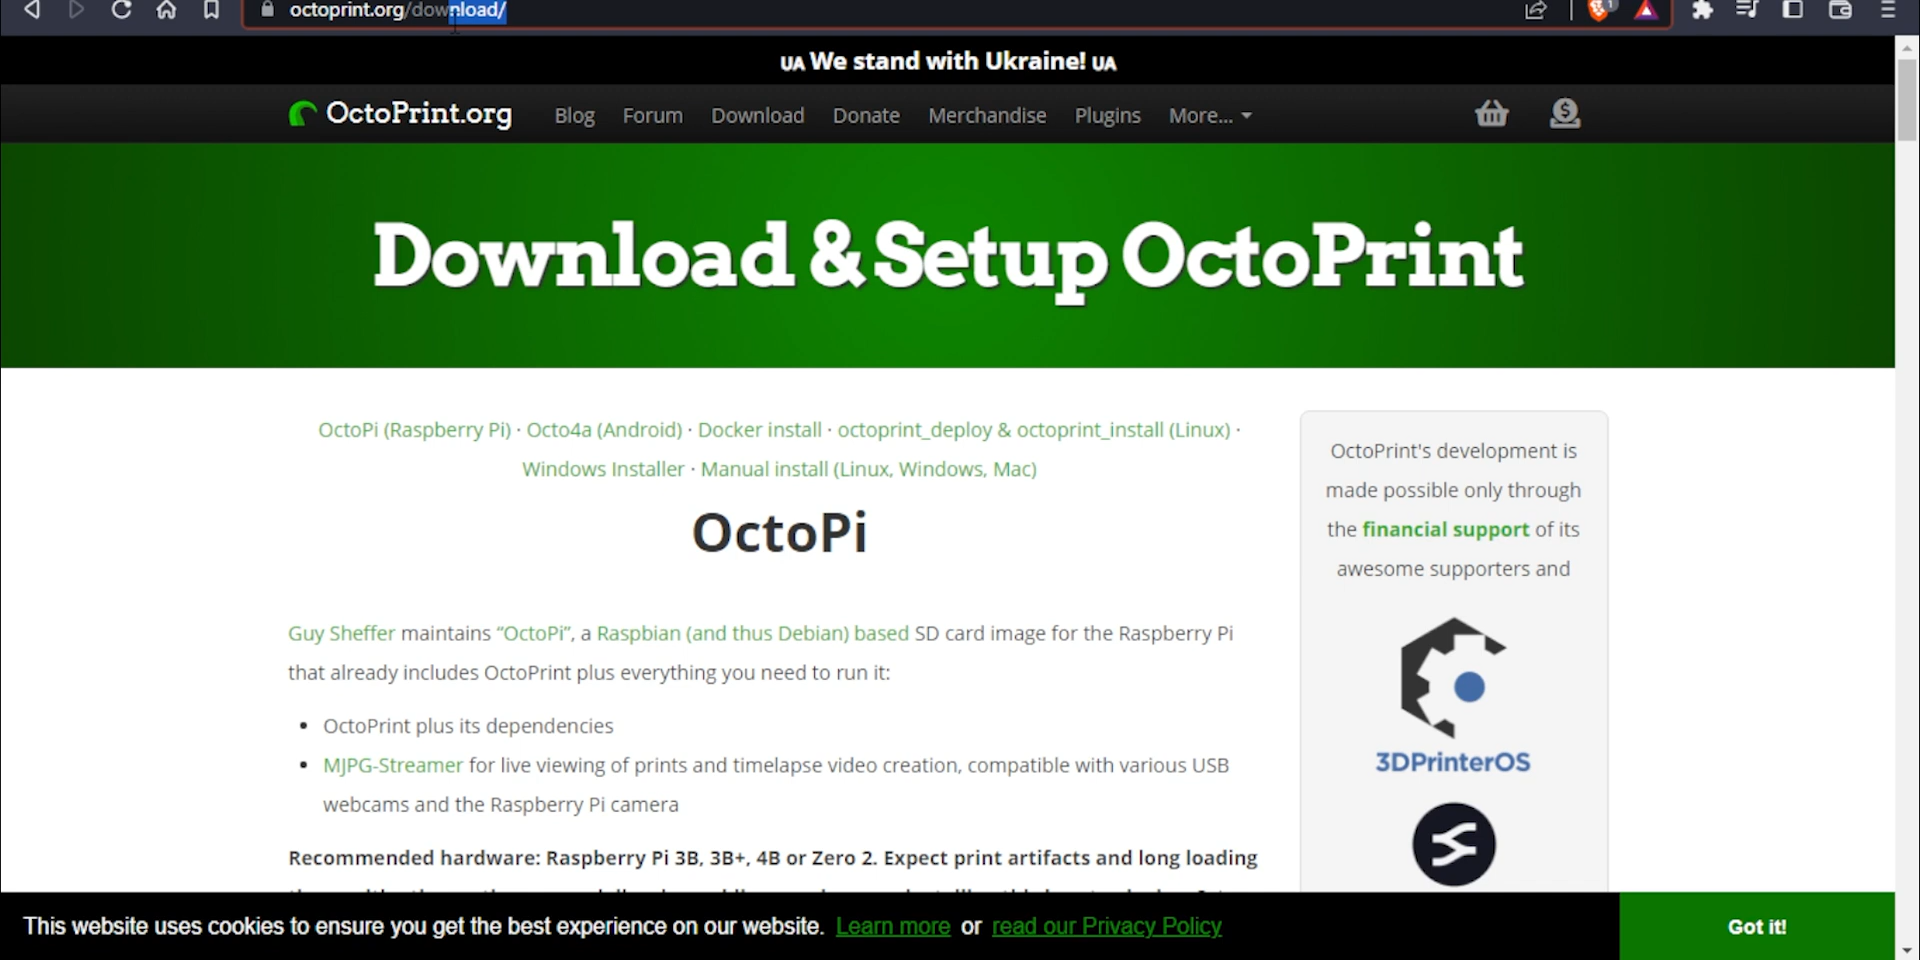 octoprint.org/download/
1
UA We stand with Ukraine! UA
OctoPrint.org Blog Forum Download Donate Merchandise Plugins More...
Download & Setup OctoPrint
OctoPi (Raspberry Pi) · Octo4a (Android) · Docker install · octoprint_deploy & octoprint_install (Linux) ·
Windows Installer · Manual install (Linux, Windows, Mac)
OctoPi
Guy Sheffer maintains “OctoPi”, a Raspbian (and thus Debian) based SD card image for the Raspberry Pi
that already includes OctoPrint plus everything you need to run it:
• OctoPrint plus its dependencies
• MJPG-Streamer for live viewing of prints and timelapse video creation, compatible with various USB
webcams and the Raspberry Pi camera
Recommended hardware: Raspberry Pi 3B, 3B+, 4B or Zero 2. Expect print artifacts and long loading
OctoPrint's development is
made possible only through
the financial support of its
awesome supporters and
3DPrinterOS
This website uses cookies to ensure you get the best experience on our website. Learn more or read our Privacy Policy
Got it!